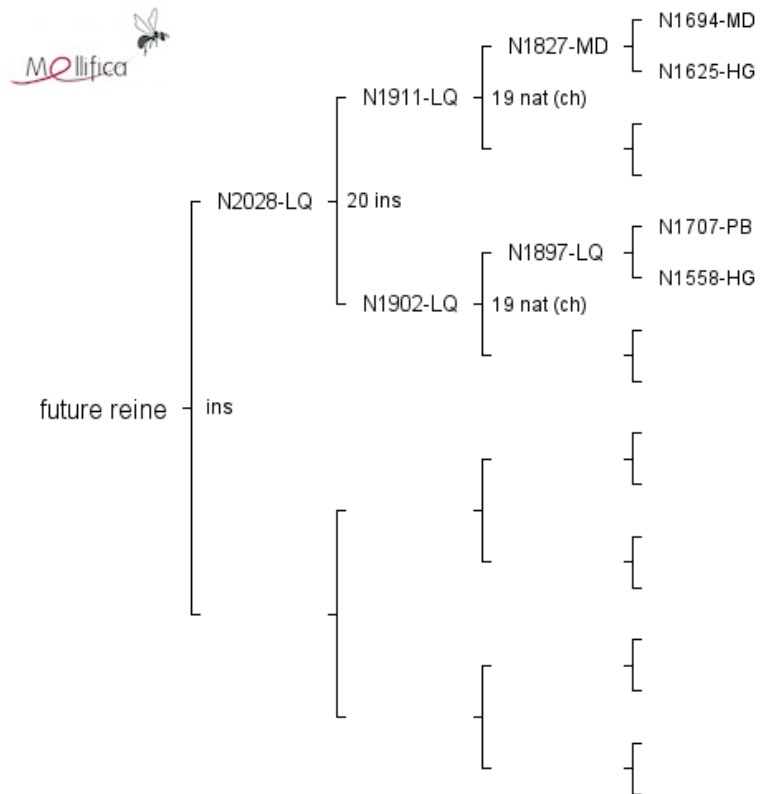 Mellifica
N1694-MD
N1827-MD
N1625-HG
N1911-LQ
19 nat (ch)
N2028-LQ
20 ins
N1707-PB
N1897-LQ
N1558-HG
N1902-LQ
19 nat (ch)
future reine
ins